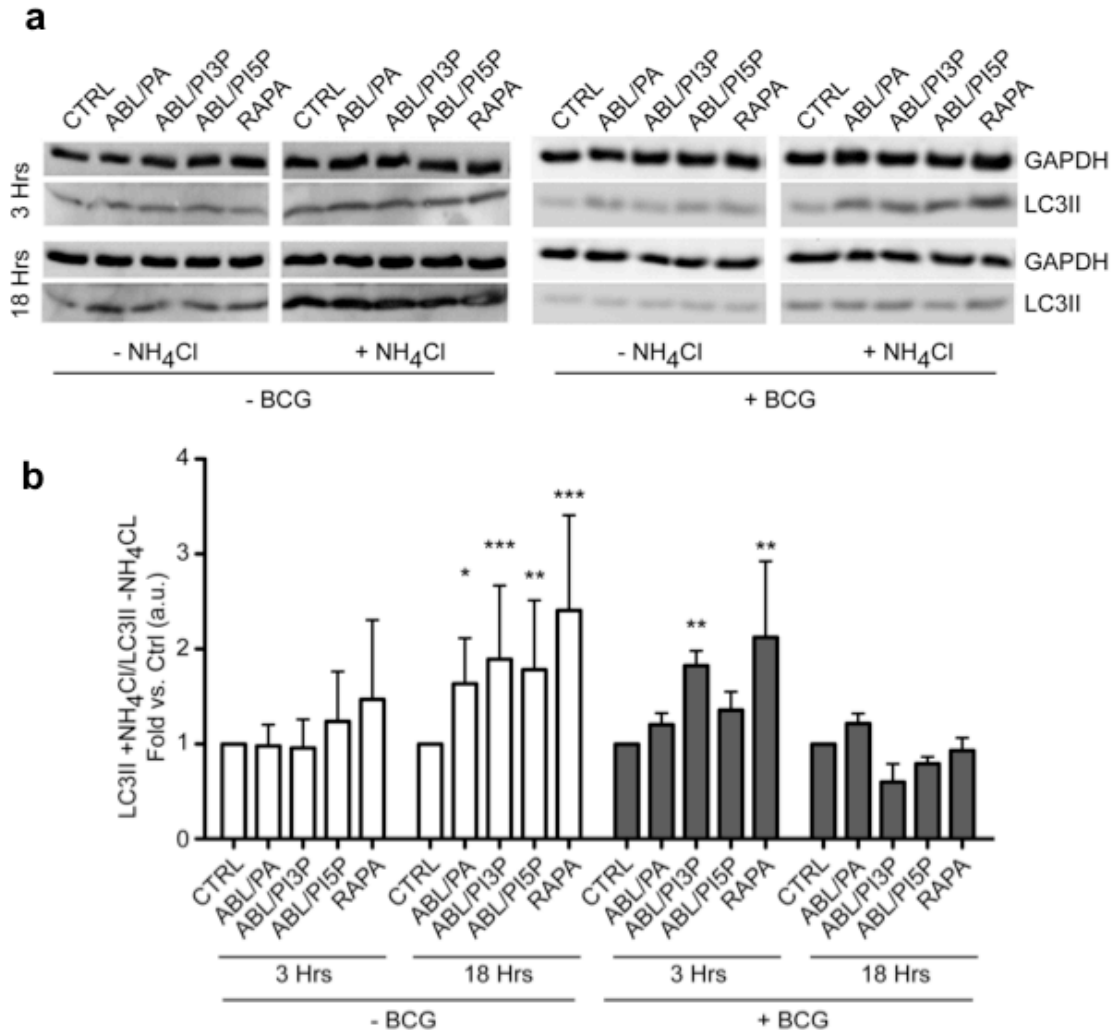 a
CTRL ABL/PA ABL/PI3P ABL/PI5P RAPA CTRL ABL/PA ABL/PI3P ABL/PI5P RAPA CTRL ABL/PA ABL/PI3P ABL/PI5P RAPA CTRL ABL/PA ABL/PI3P ABL/PI5P RAPA
3 Hrs
GAPDH
LC3II
18 Hrs
GAPDH
LC3II
- NH4Cl + NH4Cl - NH4Cl + NH4Cl
- BCG + BCG
b
LC3II +NH4Cl/LC3II -NH4CL
Fold vs. Ctrl (a.u.)
4
3
2
1
0
* *** ** *** ** **
CTRL ABL/PA ABL/PI3P ABL/PI5P RAPA CTRL ABL/PA ABL/PI3P ABL/PI5P RAPA CTRL ABL/PA ABL/PI3P ABL/PI5P RAPA CTRL ABL/PA ABL/PI3P ABL/PI5P RAPA
3 Hrs 18 Hrs 3 Hrs 18 Hrs
- BCG + BCG